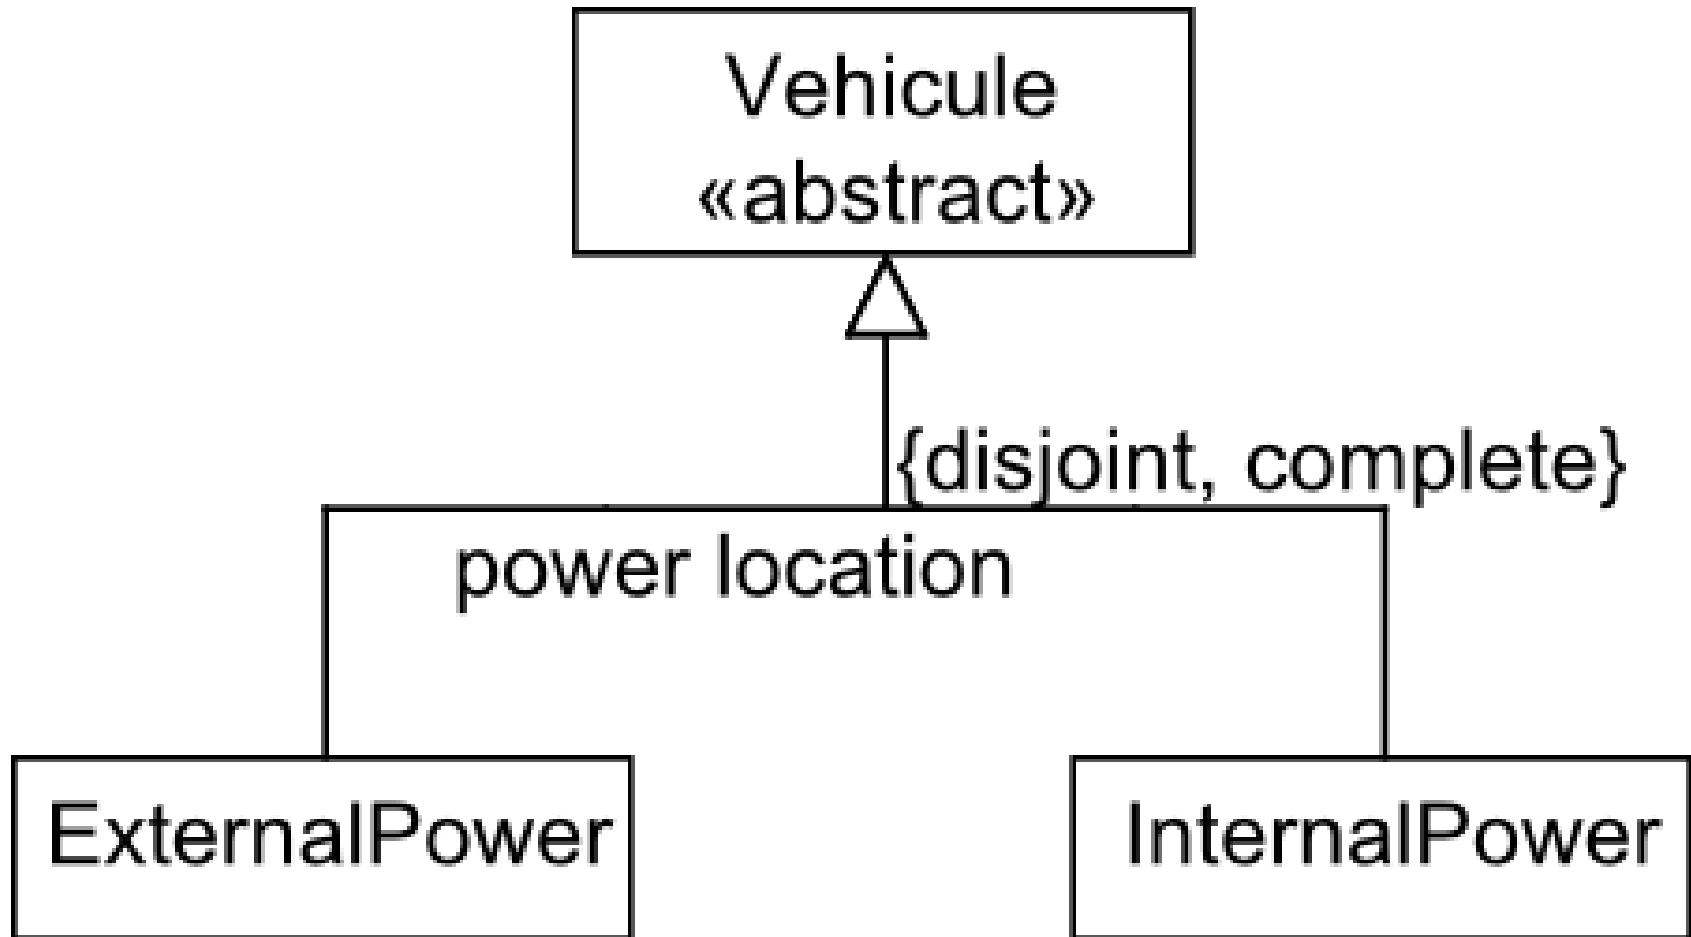 Vehicule
«abstract»
{disjoint, complete}
power location
ExternalPower
InternalPower